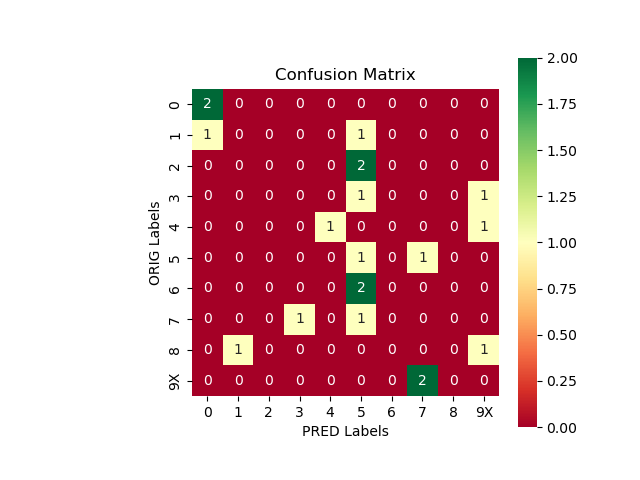 Confusion Matrix
ORIG Labels
0 2 0 0 0 0 0 0 0 0 0
1 1 0 0 0 0 1 0 0 0 0
2 0 0 0 0 0 2 0 0 0 0
3 0 0 0 0 0 1 0 0 0 1
4 0 0 0 0 1 0 0 0 0 1
5 0 0 0 0 0 1 0 1 0 0
6 0 0 0 0 0 2 0 0 0 0
7 0 0 0 1 0 1 0 0 0 0
8 0 1 0 0 0 0 0 0 0 1
9X 0 0 0 0 0 0 0 2 0 0
0 1 2 3 4 5 6 7 8 9X
PRED Labels
2.00
1.75
1.50
1.25
1.00
0.75
0.50
0.25
0.00